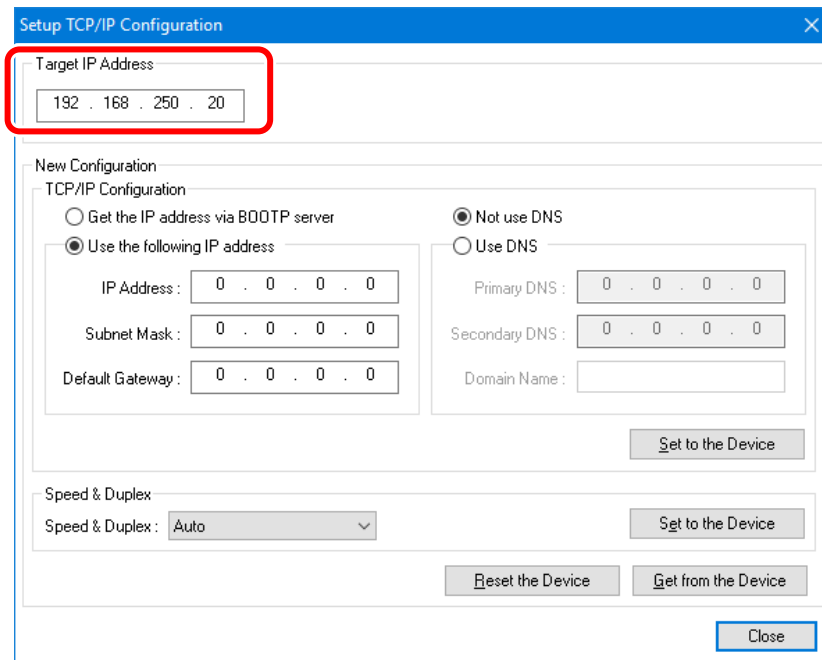 Setup TCP/IP Configuration
Target IP Address
192 . 168 . 250 . 20
New Configuration
TCP/IP Configuration
Get the IP address via BOOTP server
Use the following IP address
IP Address : 0 . 0 . 0 . 0
Subnet Mask : 0 . 0 . 0 . 0
Default Gateway : 0 . 0 . 0 . 0
Not use DNS
Use DNS
Primary DNS : 0 . 0 . 0 . 0
Secondary DNS : 0 . 0 . 0 . 0
Domain Name :
Set to the Device
Speed & Duplex
Speed & Duplex : Auto
Set to the Device
Reset the Device
Get from the Device
Close